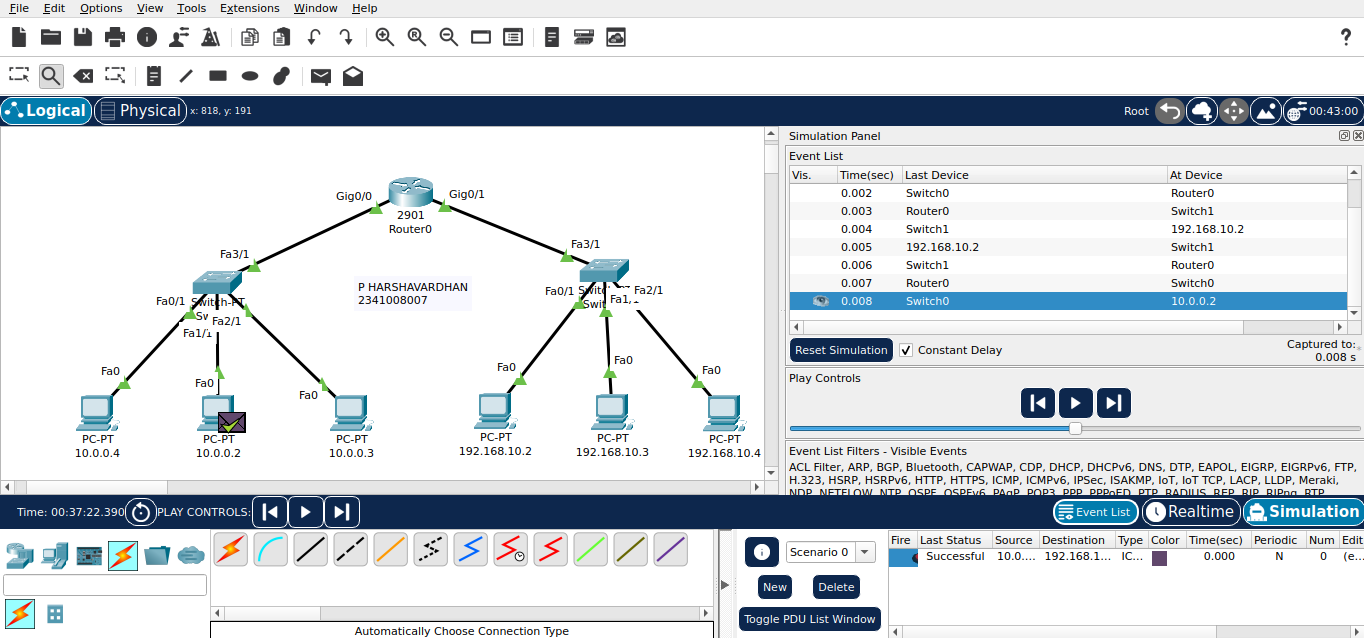 File Edit Options View Tools Extensions Window Help
?
Logical Physical x: 818, y: 191 Root 00:43:00
Simulation Panel
Event List
Vis. Time(sec) Last Device At Device
0.002 Switch0 Router0
0.003 Router0 Switch1
0.004 Switch1 192.168.10.2
0.005 192.168.10.2 Switch1
0.006 Switch1 Router0
0.007 Router0 Switch0
0.008 Switch0 10.0.0.2
Reset Simulation Constant Delay Captured to:
0.008 s
Play Controls
Event List Filters - Visible Events
ACL Filter, ARP, BGP, Bluetooth, CAPWAP, CDP, DHCP, DHCPv6, DNS, DTP, EAPOL, EIGRP, EIGRPv6, FTP,
H.323, HSRP, HSRPv6, HTTP, HTTPS, ICMP, ICMPv6, IPSec, ISAKMP, IoT, IoT TCP, LACP, LLDP, Meraki,
NDP, NETFLOW, NTP, OSPF, OSPFv6, PAgP, POP3, PPP, PPPoED, PTP, RADIUS, REP, RIP, RIPng, RTP,
Gig0/0 Gig0/1
2901
Router0
Fa3/1 Fa3/1
P HARSHAVARDHAN
2341008007
Fa0/1 Switch-PT
Sw
Fa2/1
Fa1/1
Fa0/1 Switc Fa2/1
Swit Fa1
Fa0 Fa0 Fa0 Fa0 Fa0 Fa0
PC-PT PC-PT PC-PT PC-PT PC-PT PC-PT
10.0.0.4 10.0.0.2 10.0.0.3 192.168.10.2 192.168.10.3 192.168.10.4
Time: 00:37:22.390 PLAY CONTROLS: Event List Realtime Simulation
Scenario 0
New Delete
Toggle PDU List Window
Fire Last Status Source Destination Type Color Time(sec) Periodic Num Edit
Successful 10.0.... 192.168.1... IC... 0.000 N 0 (e...
Automatically Choose Connection Type